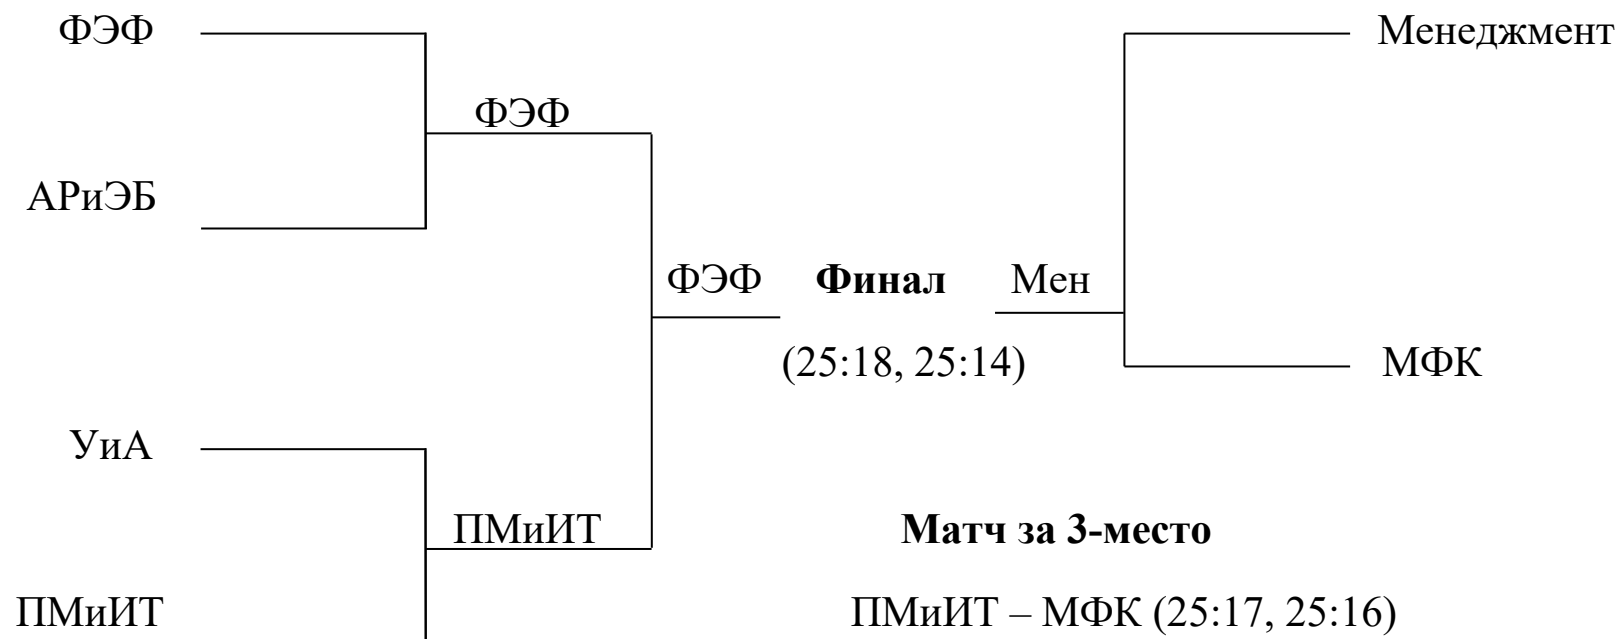 ФЭФ
Менеджмент
ФЭФ
АРиЭБ
ФЭФ
Финал
Мен
(25:18, 25:14)
МФК
УиА
ПМиИТ
Матч за 3-место
ПМиИТ
ПМиИТ – МФК (25:17, 25:16)